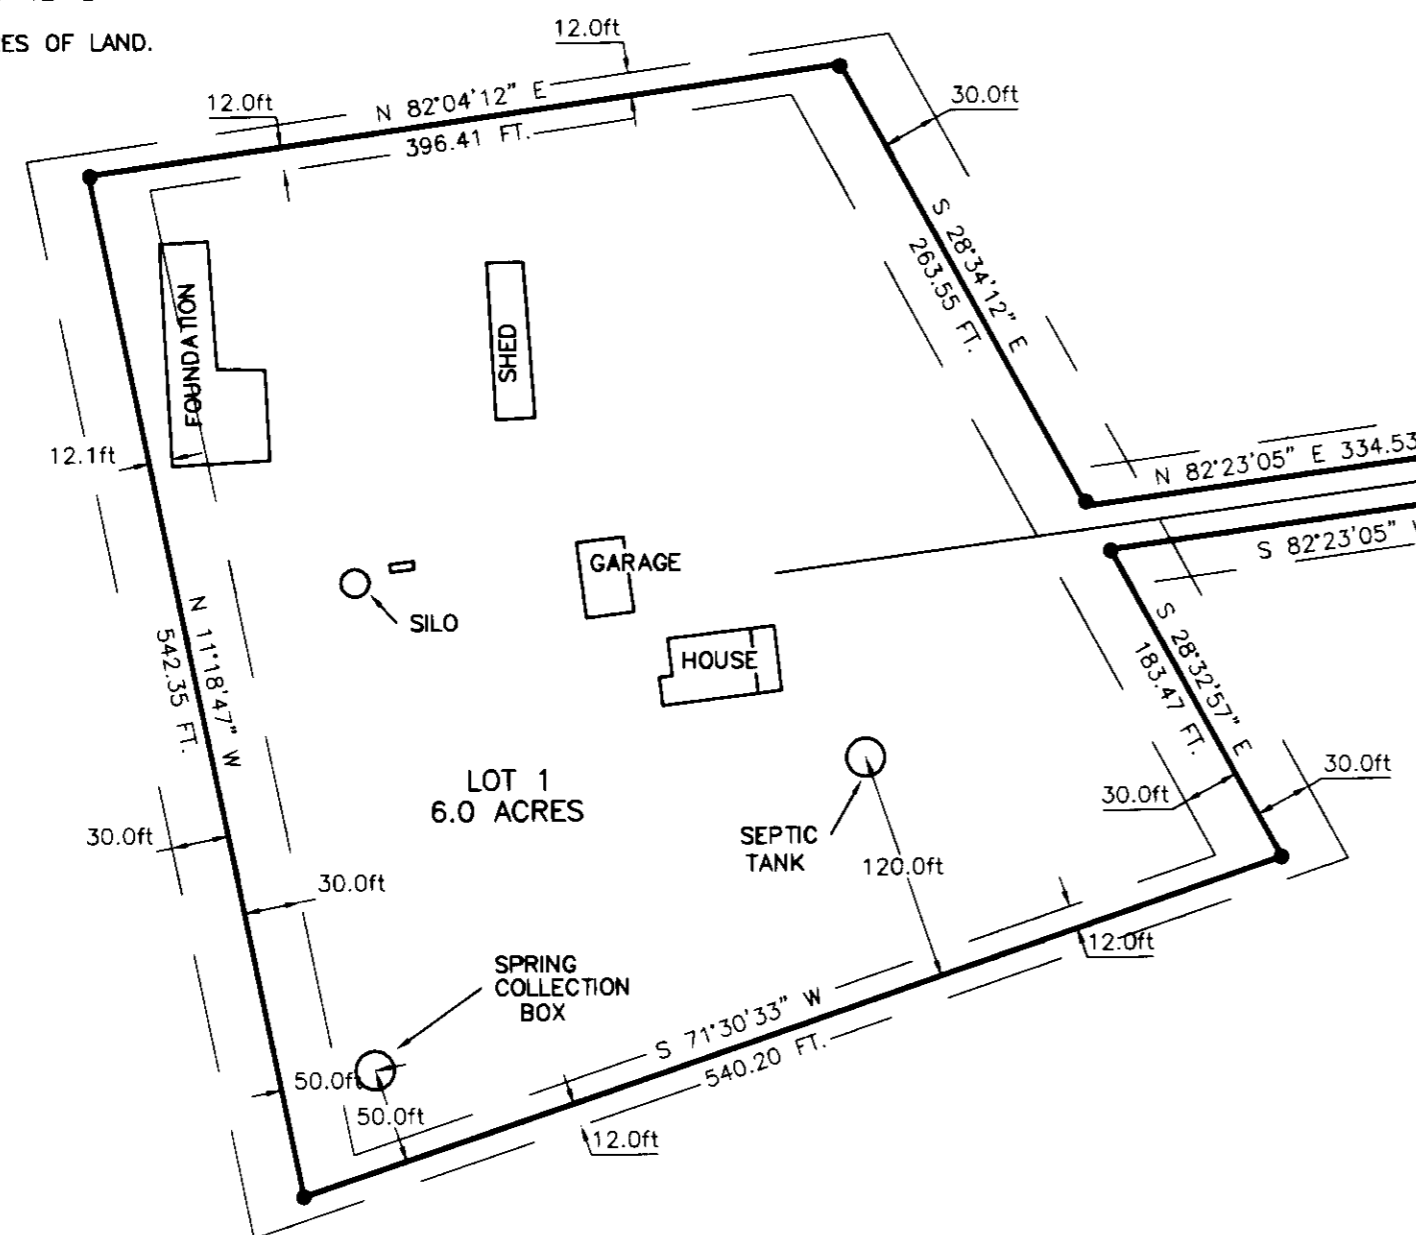 ES OF LAND.
12.0ft
12.0ft
N 82°04'12" E
396.41 FT.
30.0ft
S 28°34'12" E
263.55 FT.
FOUNDATION
SHED
12.1ft
N 82°23'05" E 334.53
S 82°23'05"
GARAGE
SILO
HOUSE
N 11°18'47" W
542.35 FT.
S 28°32'57" E
183.47 FT.
LOT 1
6.0 ACRES
30.0ft
30.0ft
30.0ft
SEPTIC
TANK
120.0ft
30.0ft
12.0ft
SPRING
COLLECTION
BOX
S 71°30'33" W
540.20 FT.
50.0ft
50.0ft
12.0ft